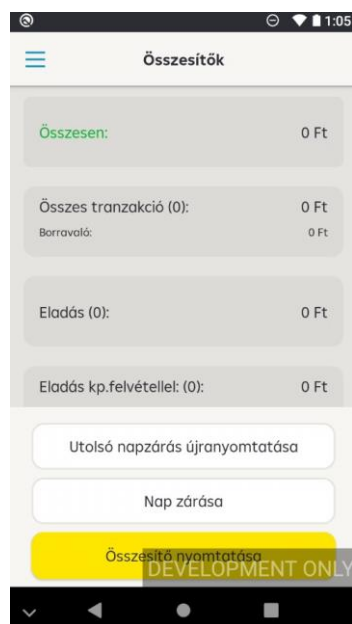 1:05
Összesítők
Összesen: 0 Ft
Összes tranzakció (0): 0 Ft
Borravaló: 0 Ft
Eladás (0): 0 Ft
Eladás kp.felvétellel: (0): 0 Ft
Utolsó napzárás újranyomtatása
Nap zárása
Összesítő nyomtatása
DEVELOPMENT ONLY